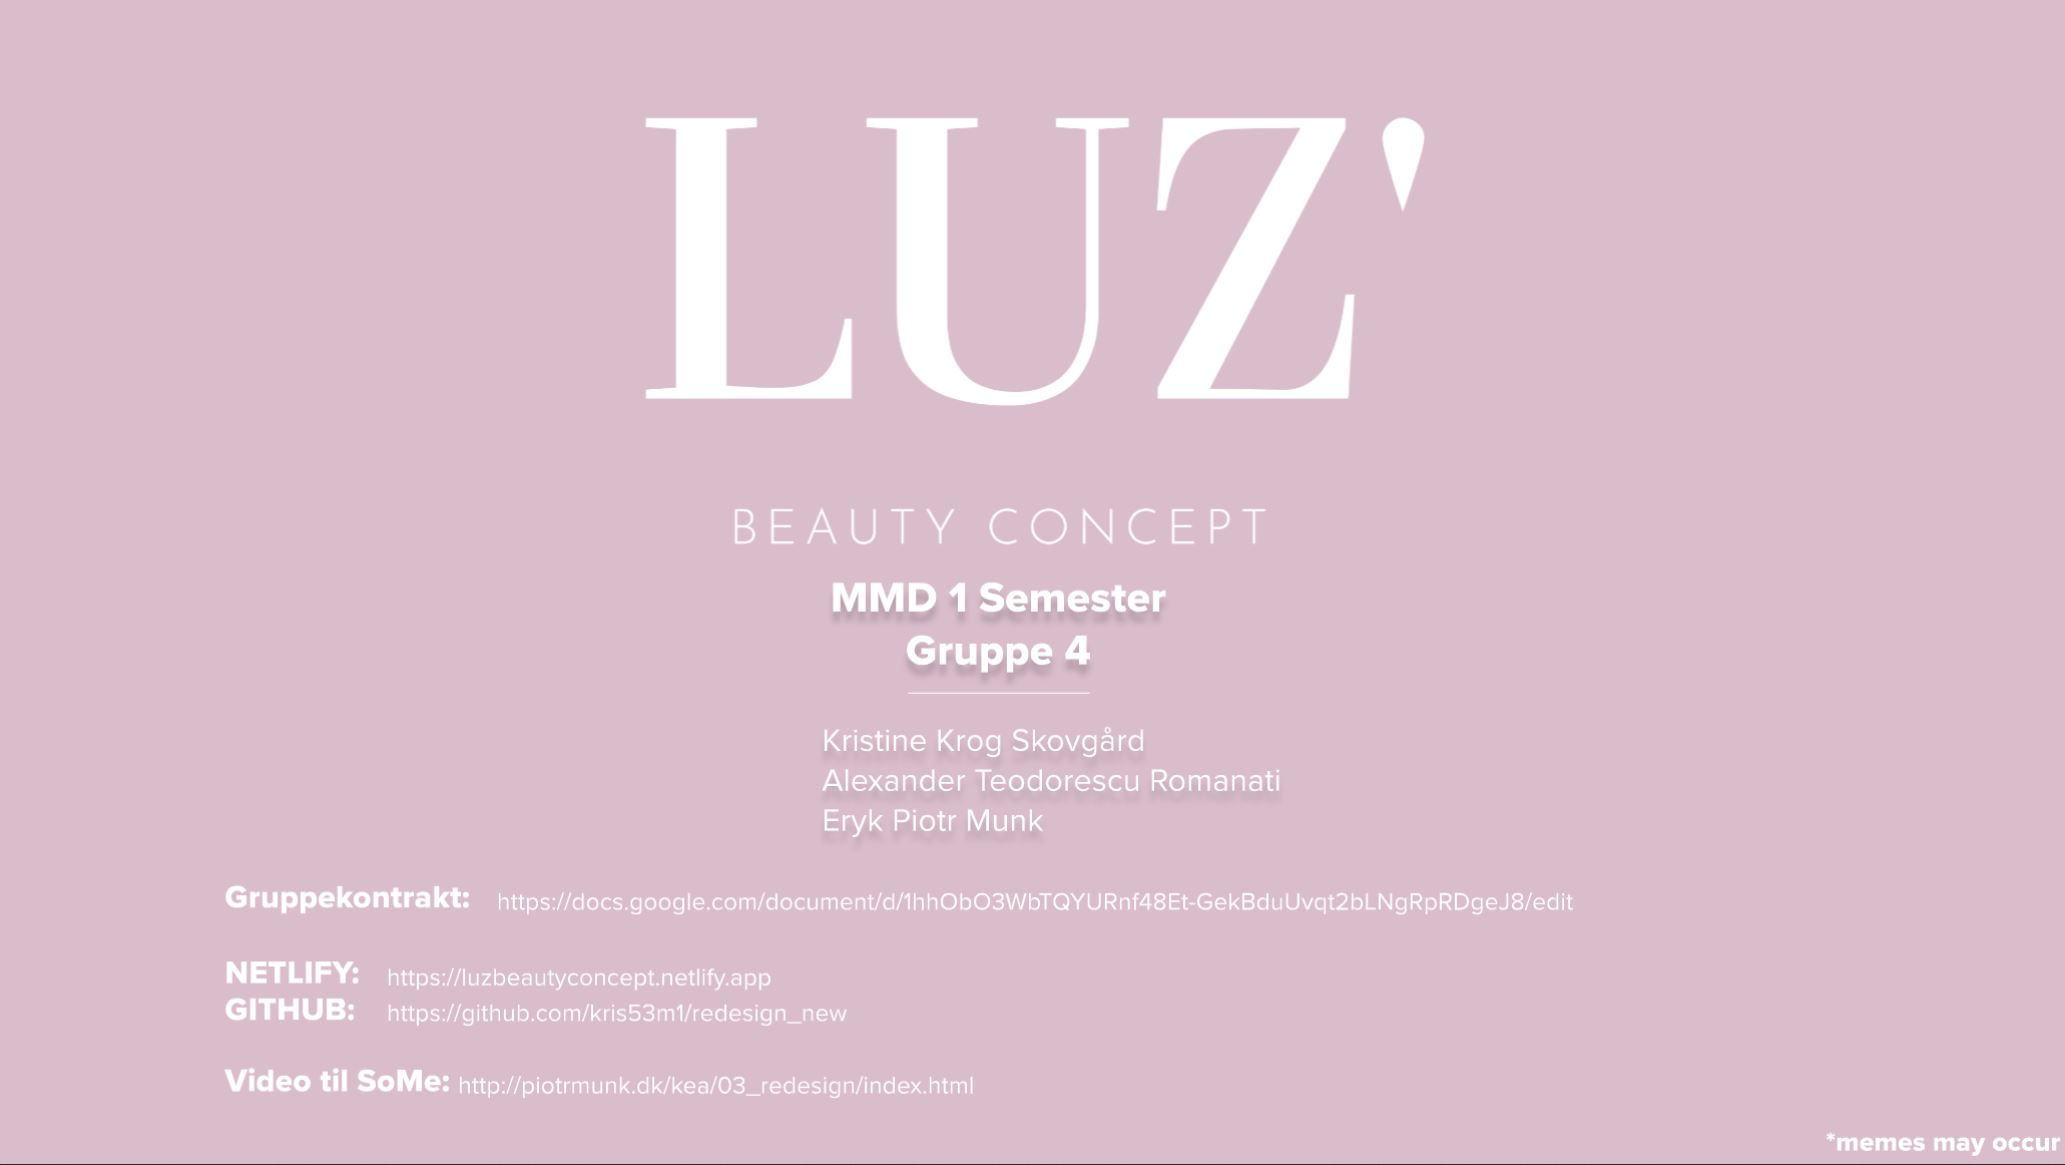 LUZ'
BEAUTY CONCEPT
MMD 1 Semester
Gruppe 4
Kristine Krog Skovgård
Alexander Teodorescu Romanati
Eryk Piotr Munk
Gruppekontrakt: https://docs.google.com/document/d/1hhObO3WbTQYURnf48Et-GekBduUvqt2bLNgRpRDgeJ8/edit
NETLIFY: https://luzbeautyconcept.netlify.app
GITHUB: https://github.com/kris53m1/redesign_new
Video til SoMe: http://piotrmunk.dk/kea/03_redesign/index.html
*memes may occur